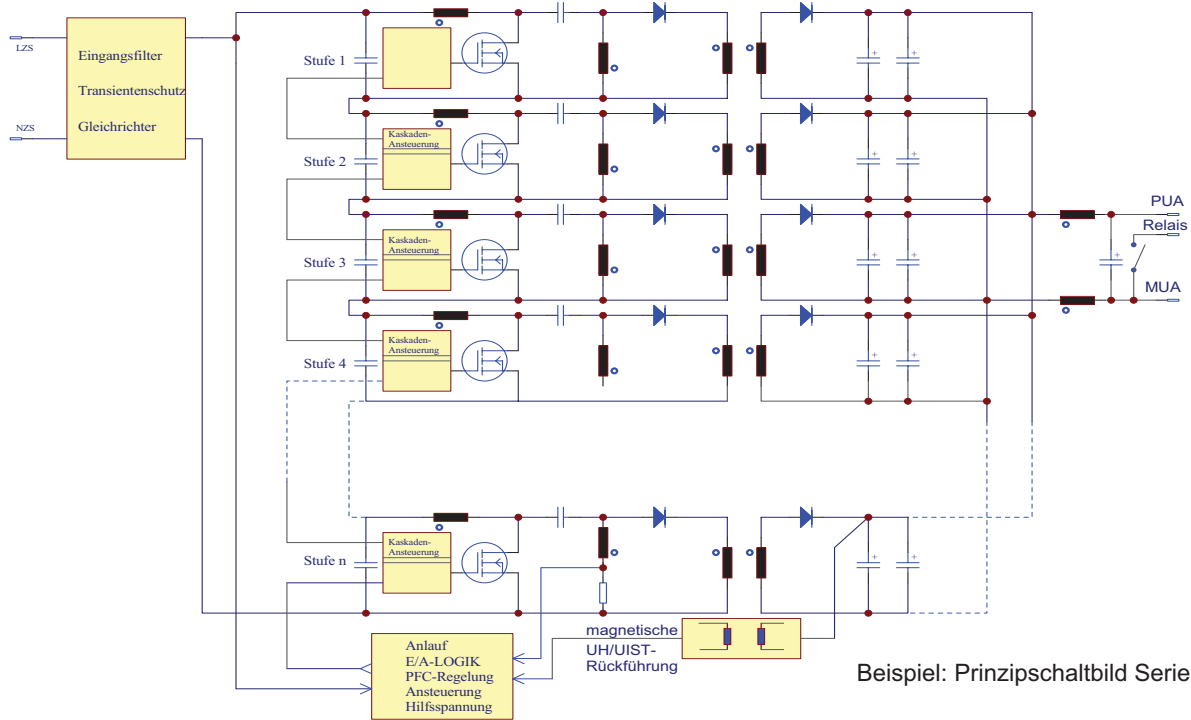 LZS
NZS
Eingangsfilter
Transientenschutz
Gleichrichter
Stufe 1
Kaskaden-
Ansteuerung
Stufe 2
Kaskaden-
Ansteuerung
Stufe 3
Kaskaden-
Ansteuerung
Stufe 4
PUA
Relais
MUA
Kaskaden-
Ansteuerung
Stufe n
Anlauf
E/A-LOGIK
PFC-Regelung
Ansteuerung
Hilfsspannung
magnetische
UH/UIST-
Rückführung
Beispiel: Prinzipschaltbild Serie